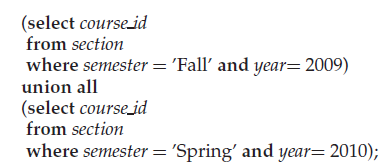 (select course_id
from section
where semester = ’Fall’ and year= 2009)
union all
(select course_id
from section
where semester = ’Spring’ and year= 2010);